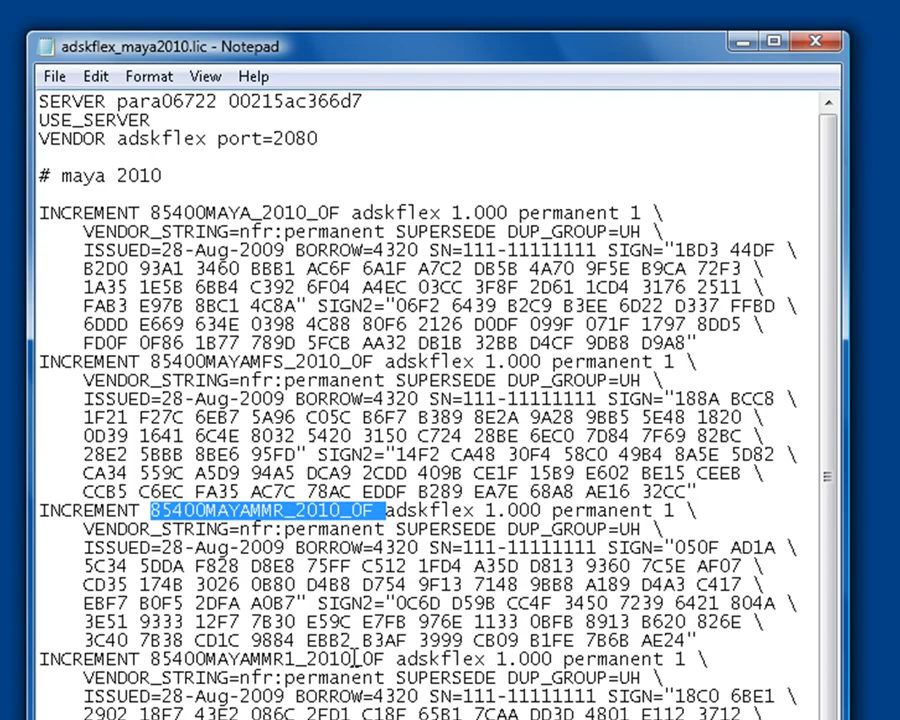 adskflex_maya2010.lic - Notepad
File Edit Format View Help
SERVER para06722 00215ac366d7
USE_SERVER
VENDOR adskflex port=2080
# maya 2010
INCREMENT 85400MAYA_2010_0F adskflex 1.000 permanent 1 \
VENDOR_STRING=nfr:permanent SUPERSEDE DUP_GROUP=UH \
ISSUED=28-Aug-2009 BORROW=4320 SN=111-11111111 SIGN="1BD3 44DF \
B2D0 93A1 3460 BBB1 AC6F 6A1F A7C2 DB5B 4A70 9F5E B9CA 72F3 \
1A35 1E5B 6BB4 C392 6F04 A4EC 03CC 3F8F 2D61 1CD4 3176 2511 \
FAB3 E97B 8BC1 4C8A" SIGN2="06F2 6439 B2C9 B3EE 6D22 D337 FFBD \
6DDD E669 634E 0398 4C88 80F6 2126 D0DF 099F 071F 1797 8DD5 \
FD0F 0F86 1B77 789D 5FCB AA32 DB1B 32BB D4CF 9DB8 D9A8"
INCREMENT 85400MAYAMFS_2010_0F adskflex 1.000 permanent 1 \
VENDOR_STRING=nfr:permanent SUPERSEDE DUP_GROUP=UH \
ISSUED=28-Aug-2009 BORROW=4320 SN=111-11111111 SIGN="188A BCC8 \
1F21 F27C 6EB7 5A96 C05C B6F7 B389 8E2A 9A28 9BB5 5E48 1820 \
0D39 1641 6C4E 8032 5420 3150 C724 28BE 6EC0 7D84 7F69 82BC \
28E2 5BBB 8BE6 95FD" SIGN2="14F2 CA48 30F4 58C0 49B4 8A5E 5D82 \
CA34 559C A5D9 94A5 DCA9 2CDD 409B CE1F 15B9 E602 BE15 CEEB \
CCB5 C6EC FA35 AC7C 78AC EDDF B289 EA7E 68A8 AE16 32CC"
INCREMENT 85400MAYAMMR_2010_0F adskflex 1.000 permanent 1 \
VENDOR_STRING=nfr:permanent SUPERSEDE DUP_GROUP=UH \
ISSUED=28-Aug-2009 BORROW=4320 SN=111-11111111 SIGN="050F AD1A \
5C34 5DDA F828 D8E8 75FF C512 1FD4 A35D D813 9360 7C5E AF07 \
CD35 174B 3026 0B80 D4B8 D754 9F13 7148 9BB8 A189 D4A3 C417 \
EBF7 B0F5 2DFA A0B7" SIGN2="0C6D D59B CC4F 3450 7239 6421 804A \
3E51 9333 12F7 7B30 E59C E7FB 976E 1133 0BFB 8913 B620 826E \
3C40 7B38 CD1C 9884 EBB2 B3AF 3999 CB09 B1FE 7B6B AE24"
INCREMENT 85400MAYAMMR1_2010_0F adskflex 1.000 permanent 1 \
VENDOR_STRING=nfr:permanent SUPERSEDE DUP_GROUP=UH \
ISSUED=28-Aug-2009 BORROW=4320 SN=111-11111111 SIGN="18C0 6BE1 \
2902 18F7 43E2 086C 2FD1 C18F 65B1 7CAA DD3D 4801 E112 3712 \